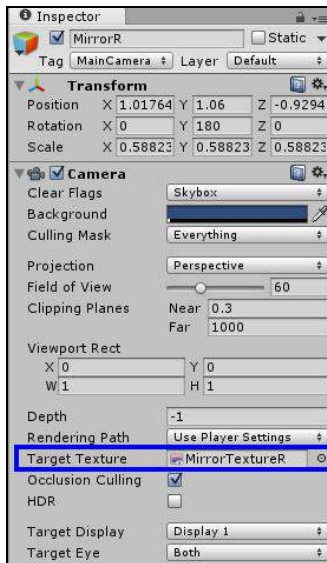 Inspector
MirrorR Static
Tag MainCamera Layer Default
Transform
Position X 1.01764 Y 1.06 Z -0.9294
Rotation X 0 Y 180 Z 0
Scale X 0.58823 Y 0.58823 Z 0.58823
Camera
Clear Flags Skybox
Background
Culling Mask Everything
Projection Perspective
Field of View 60
Clipping Planes Near 0.3
Far 1000
Viewport Rect
X 0 Y 0
W 1 H 1
Depth -1
Rendering Path Use Player Settings
Target Texture MirrorTextureR
Occlusion Culling
HDR
Target Display Display 1
Target Eye Both